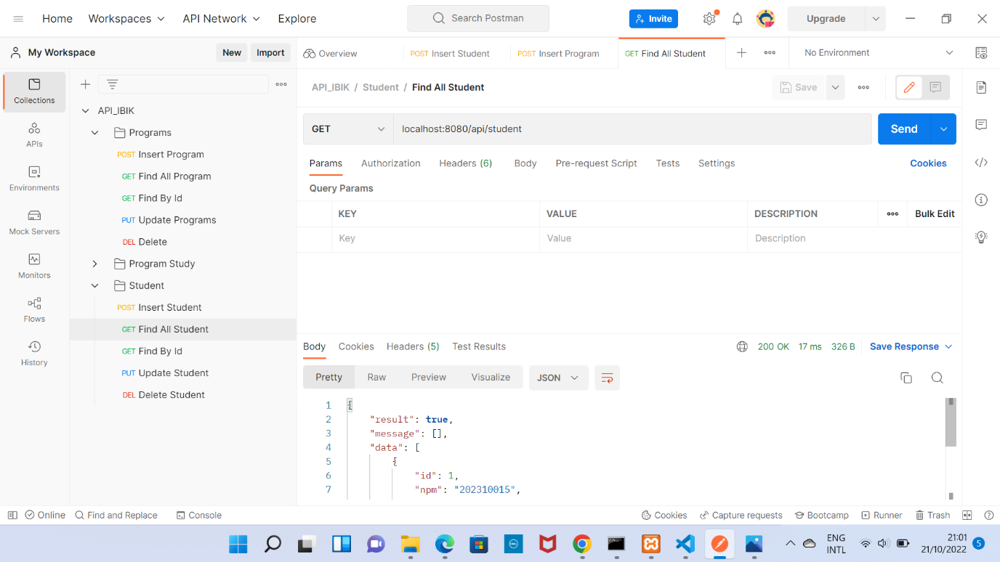 Home Workspaces API Network Explore Search Postman Invite Upgrade
My Workspace New Import Overview POST Insert Student POST Insert Program GET Find All Student No Environment
Collections
APIs
Environments
Mock Servers
Monitors
Flows
History
API_IBIK
Programs
POST Insert Program
GET Find All Program
GET Find By Id
PUT Update Programs
DEL Delete
Program Study
Student
POST Insert Student
GET Find All Student
GET Find By Id
PUT Update Student
DEL Delete Student
API_IBIK / Student / Find All Student Save
GET localhost:8080/api/student Send
Params Authorization Headers (6) Body Pre-request Script Tests Settings Cookies
Query Params
KEY VALUE DESCRIPTION Bulk Edit
Key Value Description
Body Cookies Headers (5) Test Results 200 OK 17 ms 326 B Save Response
Pretty Raw Preview Visualize JSON
1 {
2 "result": true,
3 "message": [],
4 "data": [
5 {
6 "id": 1,
7 "npm": "202310015",
Online Find and Replace Console Cookies Capture requests Bootcamp Runner Trash
ENG
INTL
21:01
21/10/2022
5